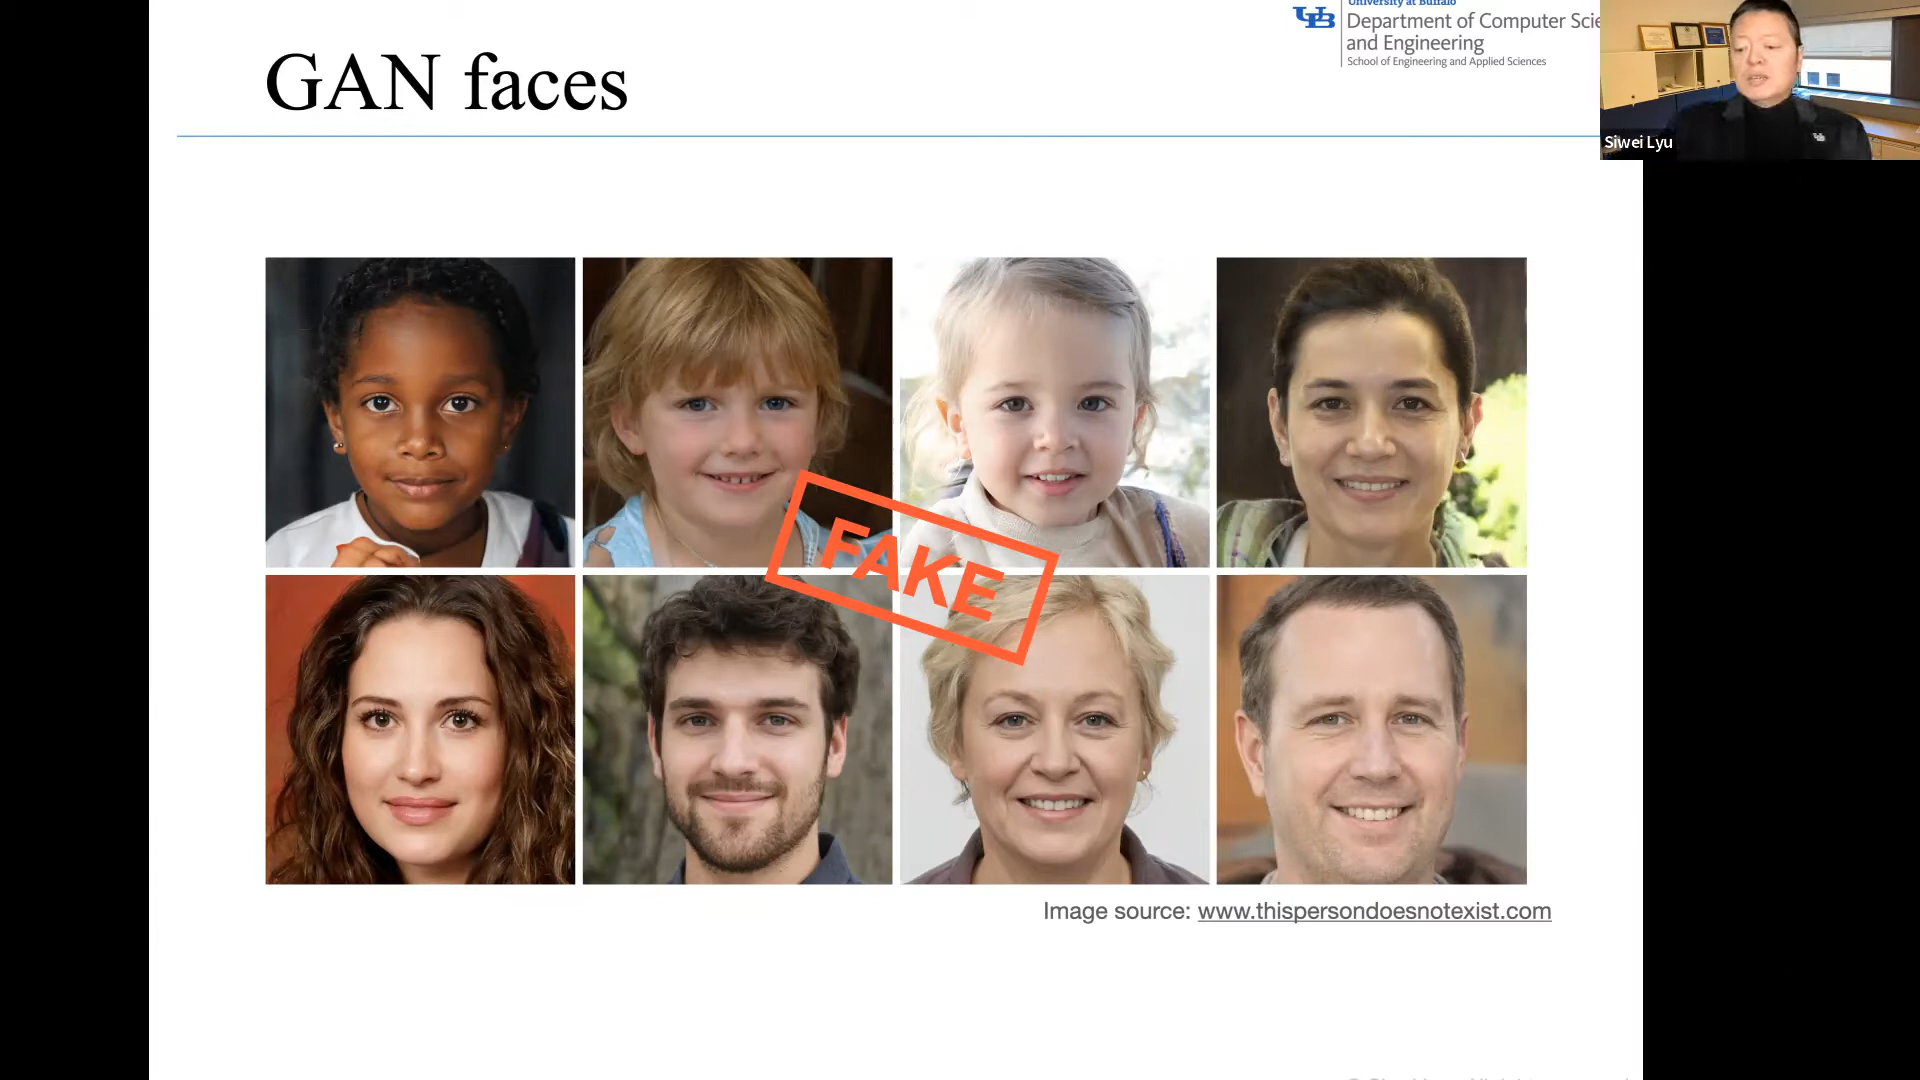 University at Buffalo
Department of Computer Scie
and Engineering
School of Engineering and Applied Sciences
GAN faces
Siwei Lyu
FAKE
Image source: www.thispersondoesnotexist.com